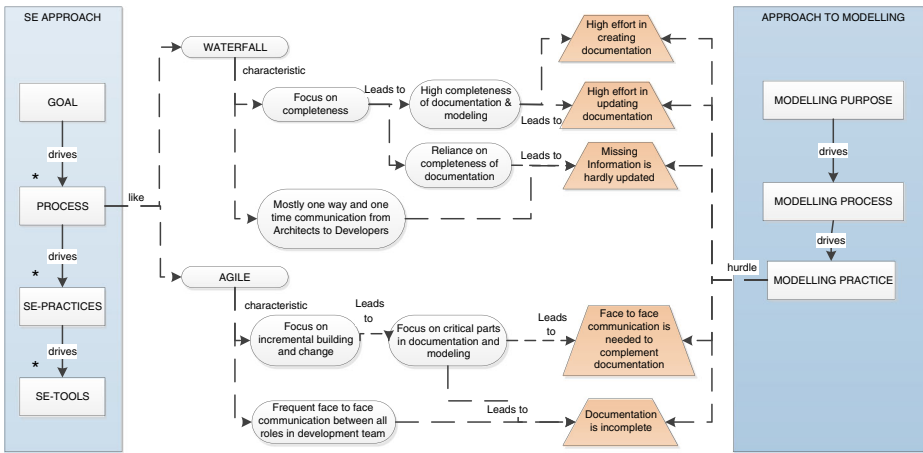 SE APPROACH
GOAL
drives
*
PROCESS
drives
*
SE-PRACTICES
drives
*
SE-TOOLS
like
WATERFALL
characteristic
Focus on
completeness
Leads to
High completeness
of documentation &
modeling
Leads to
Reliance on
completeness of
documentation
Leads to
Mostly one way and one
time communication from
Architects to Developers
High effort in
creating
documentation
High effort in
updating
documentation
Missing
Information is
hardly updated
AGILE
characteristic
Focus on
incremental building
and change
Leads
to
Focus on critical parts
in documentation and
modeling
Leads
to
Frequent face to face
communication between all
roles in development team
Leads to
Face to face
communication is
needed to
complement
documentation
Documentation
is incomplete
hurdle
APPROACH TO MODELLING
MODELLING PURPOSE
drives
MODELLING PROCESS
drives
MODELLING PRACTICE